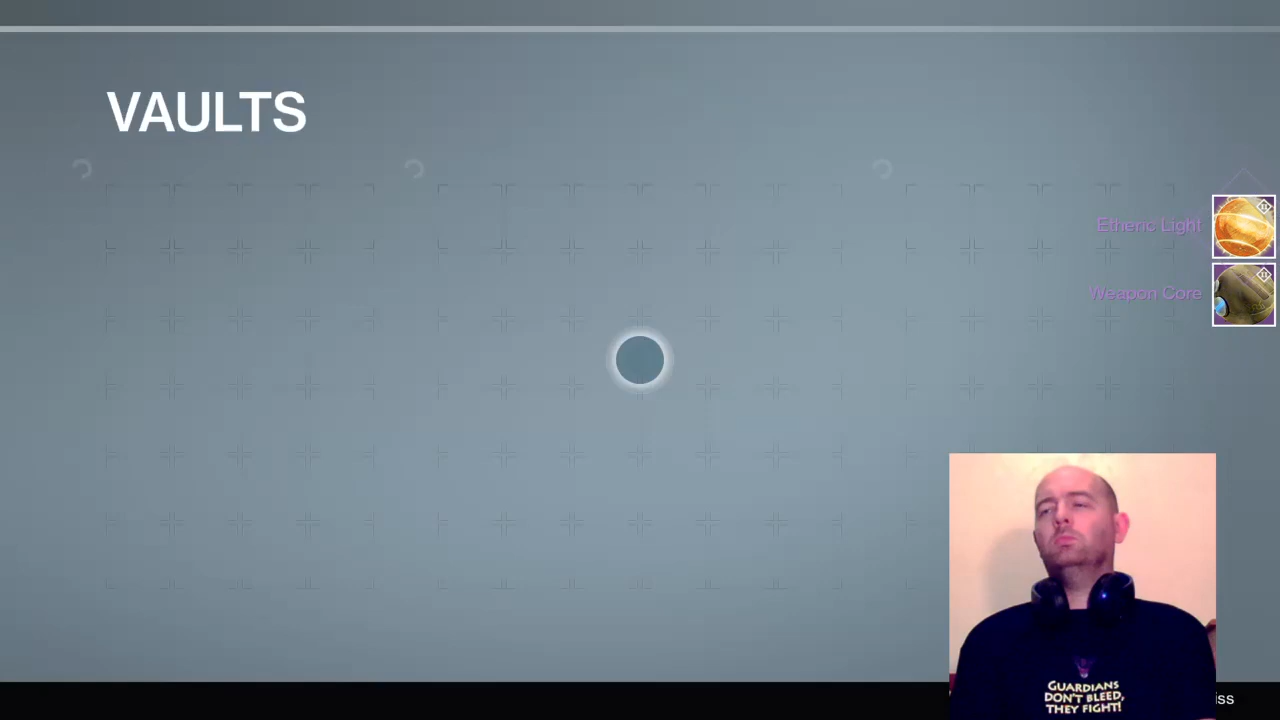 VAULTS
Etheric Light
Weapon Core
GUARDIANS
DON'T BLEED,
THEY FIGHT!